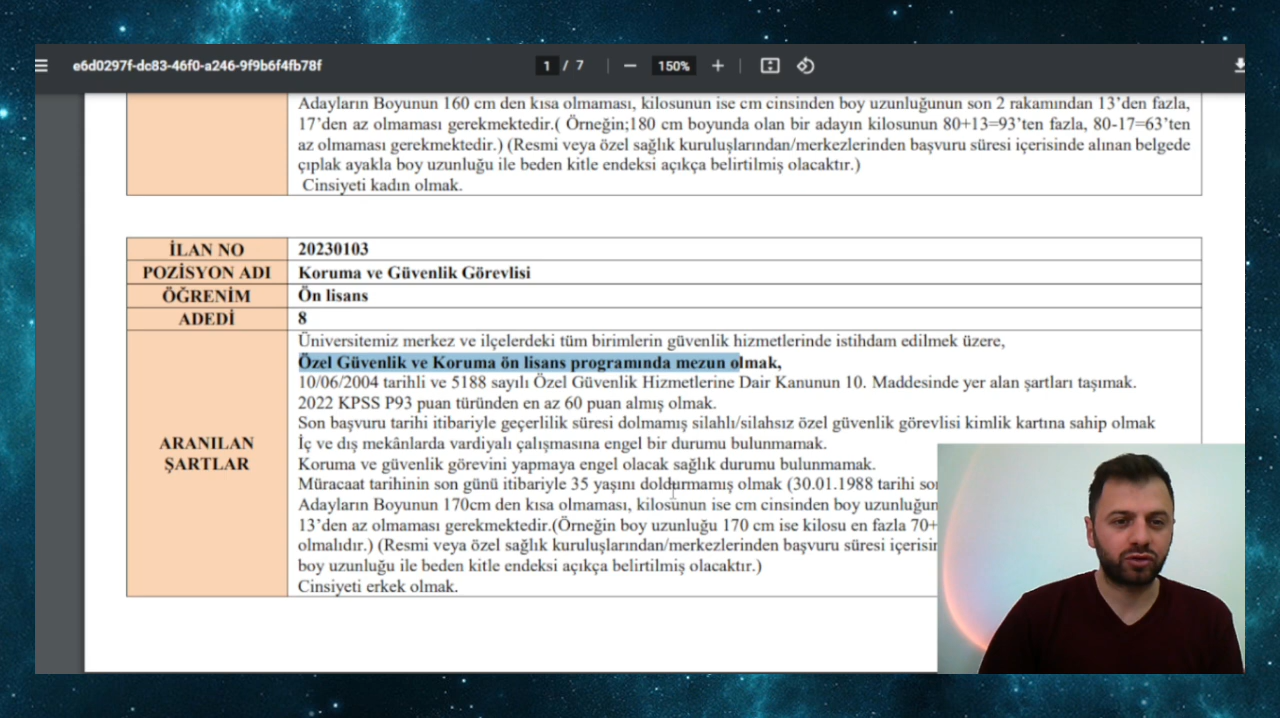 e6d0297f-dc83-46f0-a246-9f9b6f4fb78f
1 / 7
150%
Adayların Boyunun 160 cm den kısa olmaması, kilosunun ise cm cinsinden boy uzunluğunun son 2 rakamından 13’den fazla,
17’den az olmaması gerekmektedir.( Örneğin;180 cm boyunda olan bir adayın kilosunun 80+13=93’ten fazla, 80-17=63’ten
az olmaması gerekmektedir.) (Resmi veya özel sağlık kuruluşlarından/merkezlerinden başvuru süresi içerisinde alınan belgede
çıplak ayakla boy uzunluğu ile beden kitle endeksi açıkça belirtilmiş olacaktır.)
Cinsiyeti kadın olmak.
İLAN NO 20230103
POZİSYON ADI Koruma ve Güvenlik Görevlisi
ÖĞRENİM Ön lisans
ADEDİ 8
ARANILAN
ŞARTLAR
Üniversitemiz merkez ve ilçelerdeki tüm birimlerin güvenlik hizmetlerinde istihdam edilmek üzere,
Özel Güvenlik ve Koruma ön lisans programında mezun olmak,
10/06/2004 tarihli ve 5188 sayılı Özel Güvenlik Hizmetlerine Dair Kanunun 10. Maddesinde yer alan şartları taşımak.
2022 KPSS P93 puan türünden en az 60 puan almış olmak.
Son başvuru tarihi itibariyle geçerlilik süresi dolmamış silahlı/silahsız özel güvenlik görevlisi kimlik kartına sahip olmak
İç ve dış mekânlarda vardiyalı çalışmasına engel bir durumu bulunmamak.
Koruma ve güvenlik görevini yapmaya engel olacak sağlık durumu bulunmamak.
Müracaat tarihinin son günü itibariyle 35 yaşını doldurmamış olmak (30.01.1988 tarihi
Adayların Boyunun 170cm den kısa olmaması, kilosunun ise cm cinsinden boy
13’den az olmaması gerekmektedir.(Örneğin boy uzunluğu 170 cm ise kilosu en fazla 70+
olmalıdır.) (Resmi veya özel sağlık kuruluşlarından/merkezlerinden başvuru süresi
boy uzunluğu ile beden kitle endeksi açıkça belirtilmiş olacaktır.)
Cinsiyeti erkek olmak.